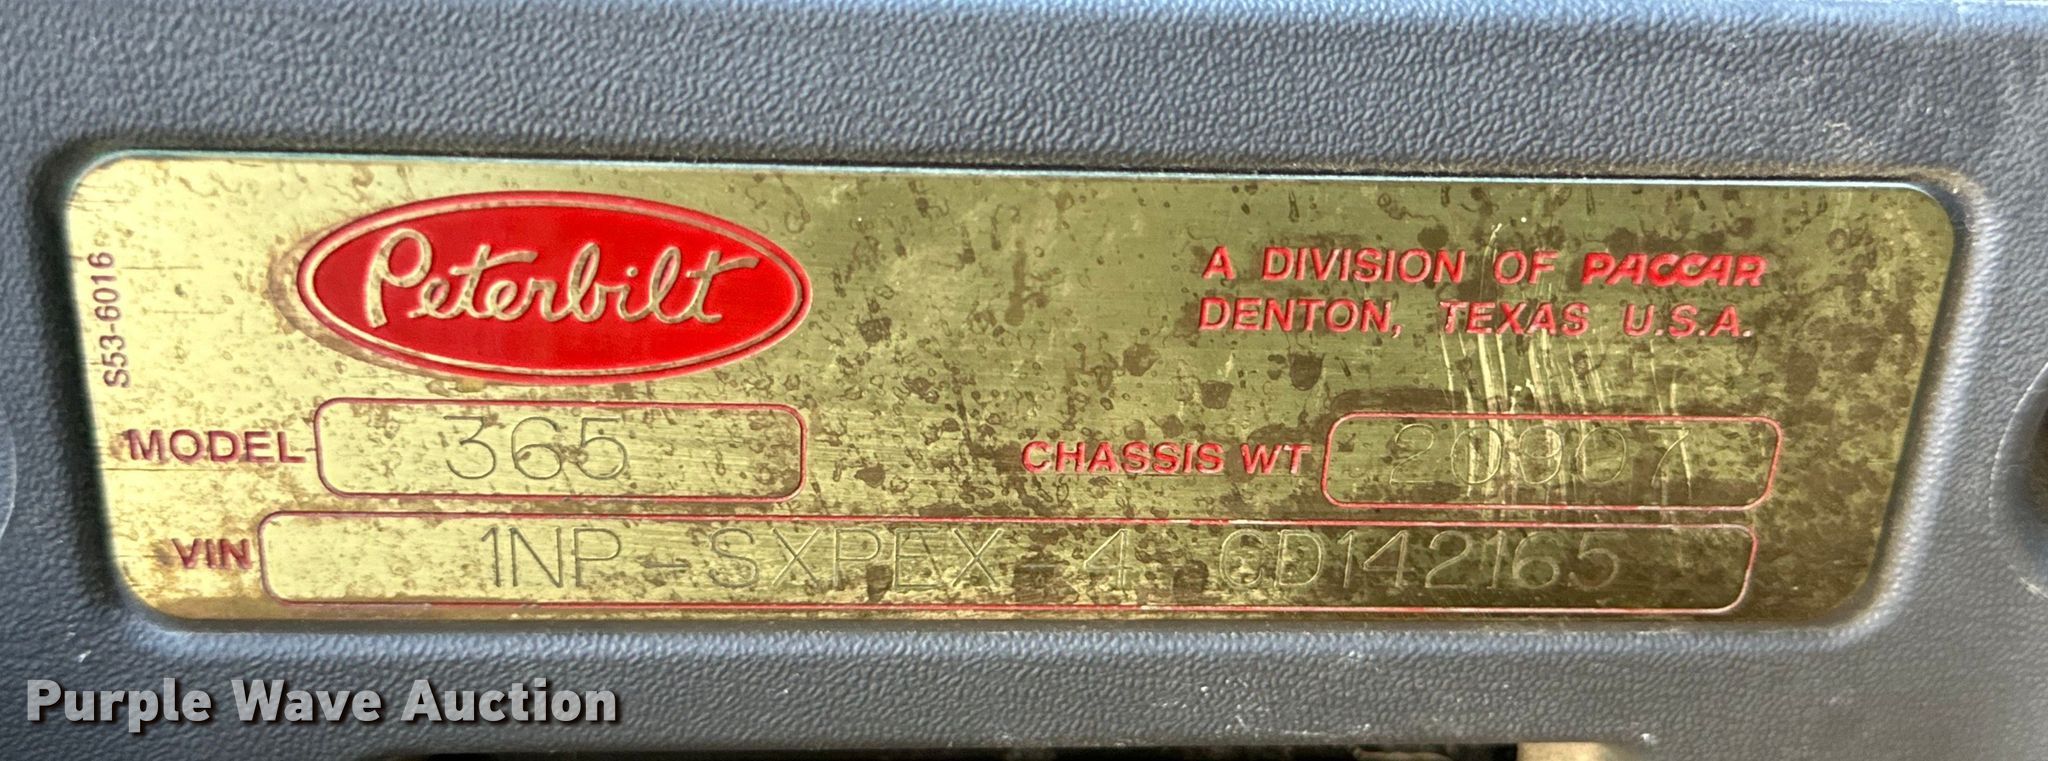 S53-6016
Peterbilt
A DIVISION OF PACCAR
DENTON, TEXAS U.S.A.
MODEL 365
CHASSIS WT 20907
VIN 1NP-SXPEX-4 CD142165
Purple Wave Auction